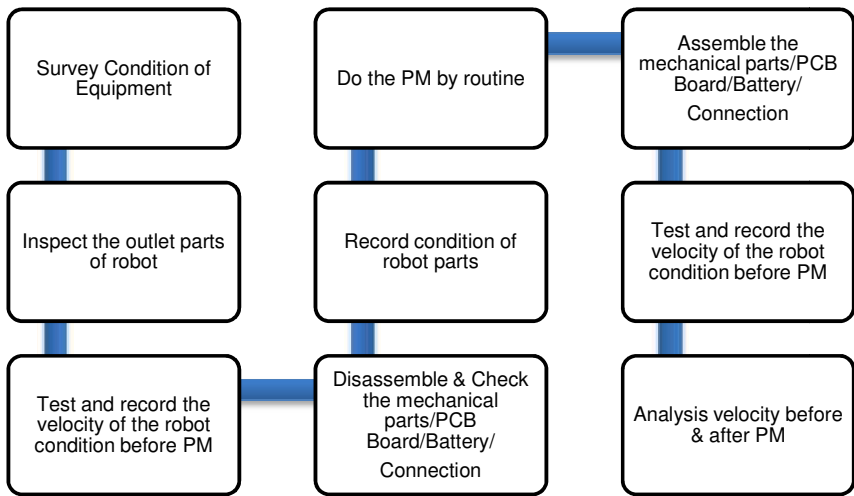 Survey Condition of
Equipment
Inspect the outlet parts
of robot
Test and record the
velocity of the robot
condition before PM
Disassemble & Check
the mechanical
parts/PCB
Board/Battery/
Connection
Record condition of
robot parts
Do the PM by routine
Assemble the
mechanical parts/PCB
Board/Battery/
Connection
Test and record the
velocity of the robot
condition before PM
Analysis velocity before
& after PM